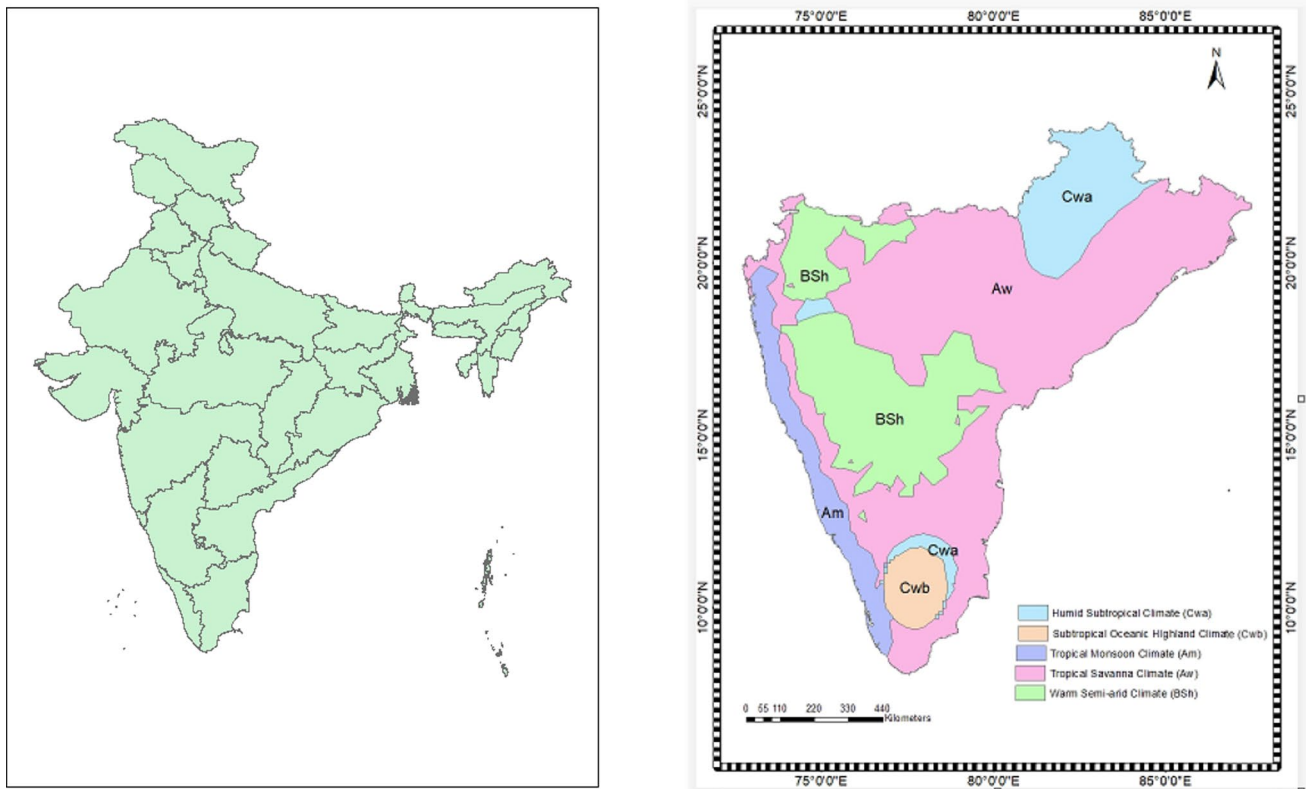 75°0'0"E 80°0'0"E 85°0'0"E
N
25°0'0"N
25°0'0"N
Cwa
20°0'0"N
20°0'0"N
BSh
Aw
15°0'0"N
15°0'0"N
BSh
Am
Cwa
Cwb
10°0'0"N
10°0'0"N
Humid Subtropical Climate (Cwa)
Subtropical Oceanic Highland Climate (Cwb)
Tropical Monsoon Climate (Am)
Tropical Savanna Climate (Aw)
Warm Semi-arid Climate (BSh)
0 55 110 220 330 440
Kilometers
75°0'0"E 80°0'0"E 85°0'0"E